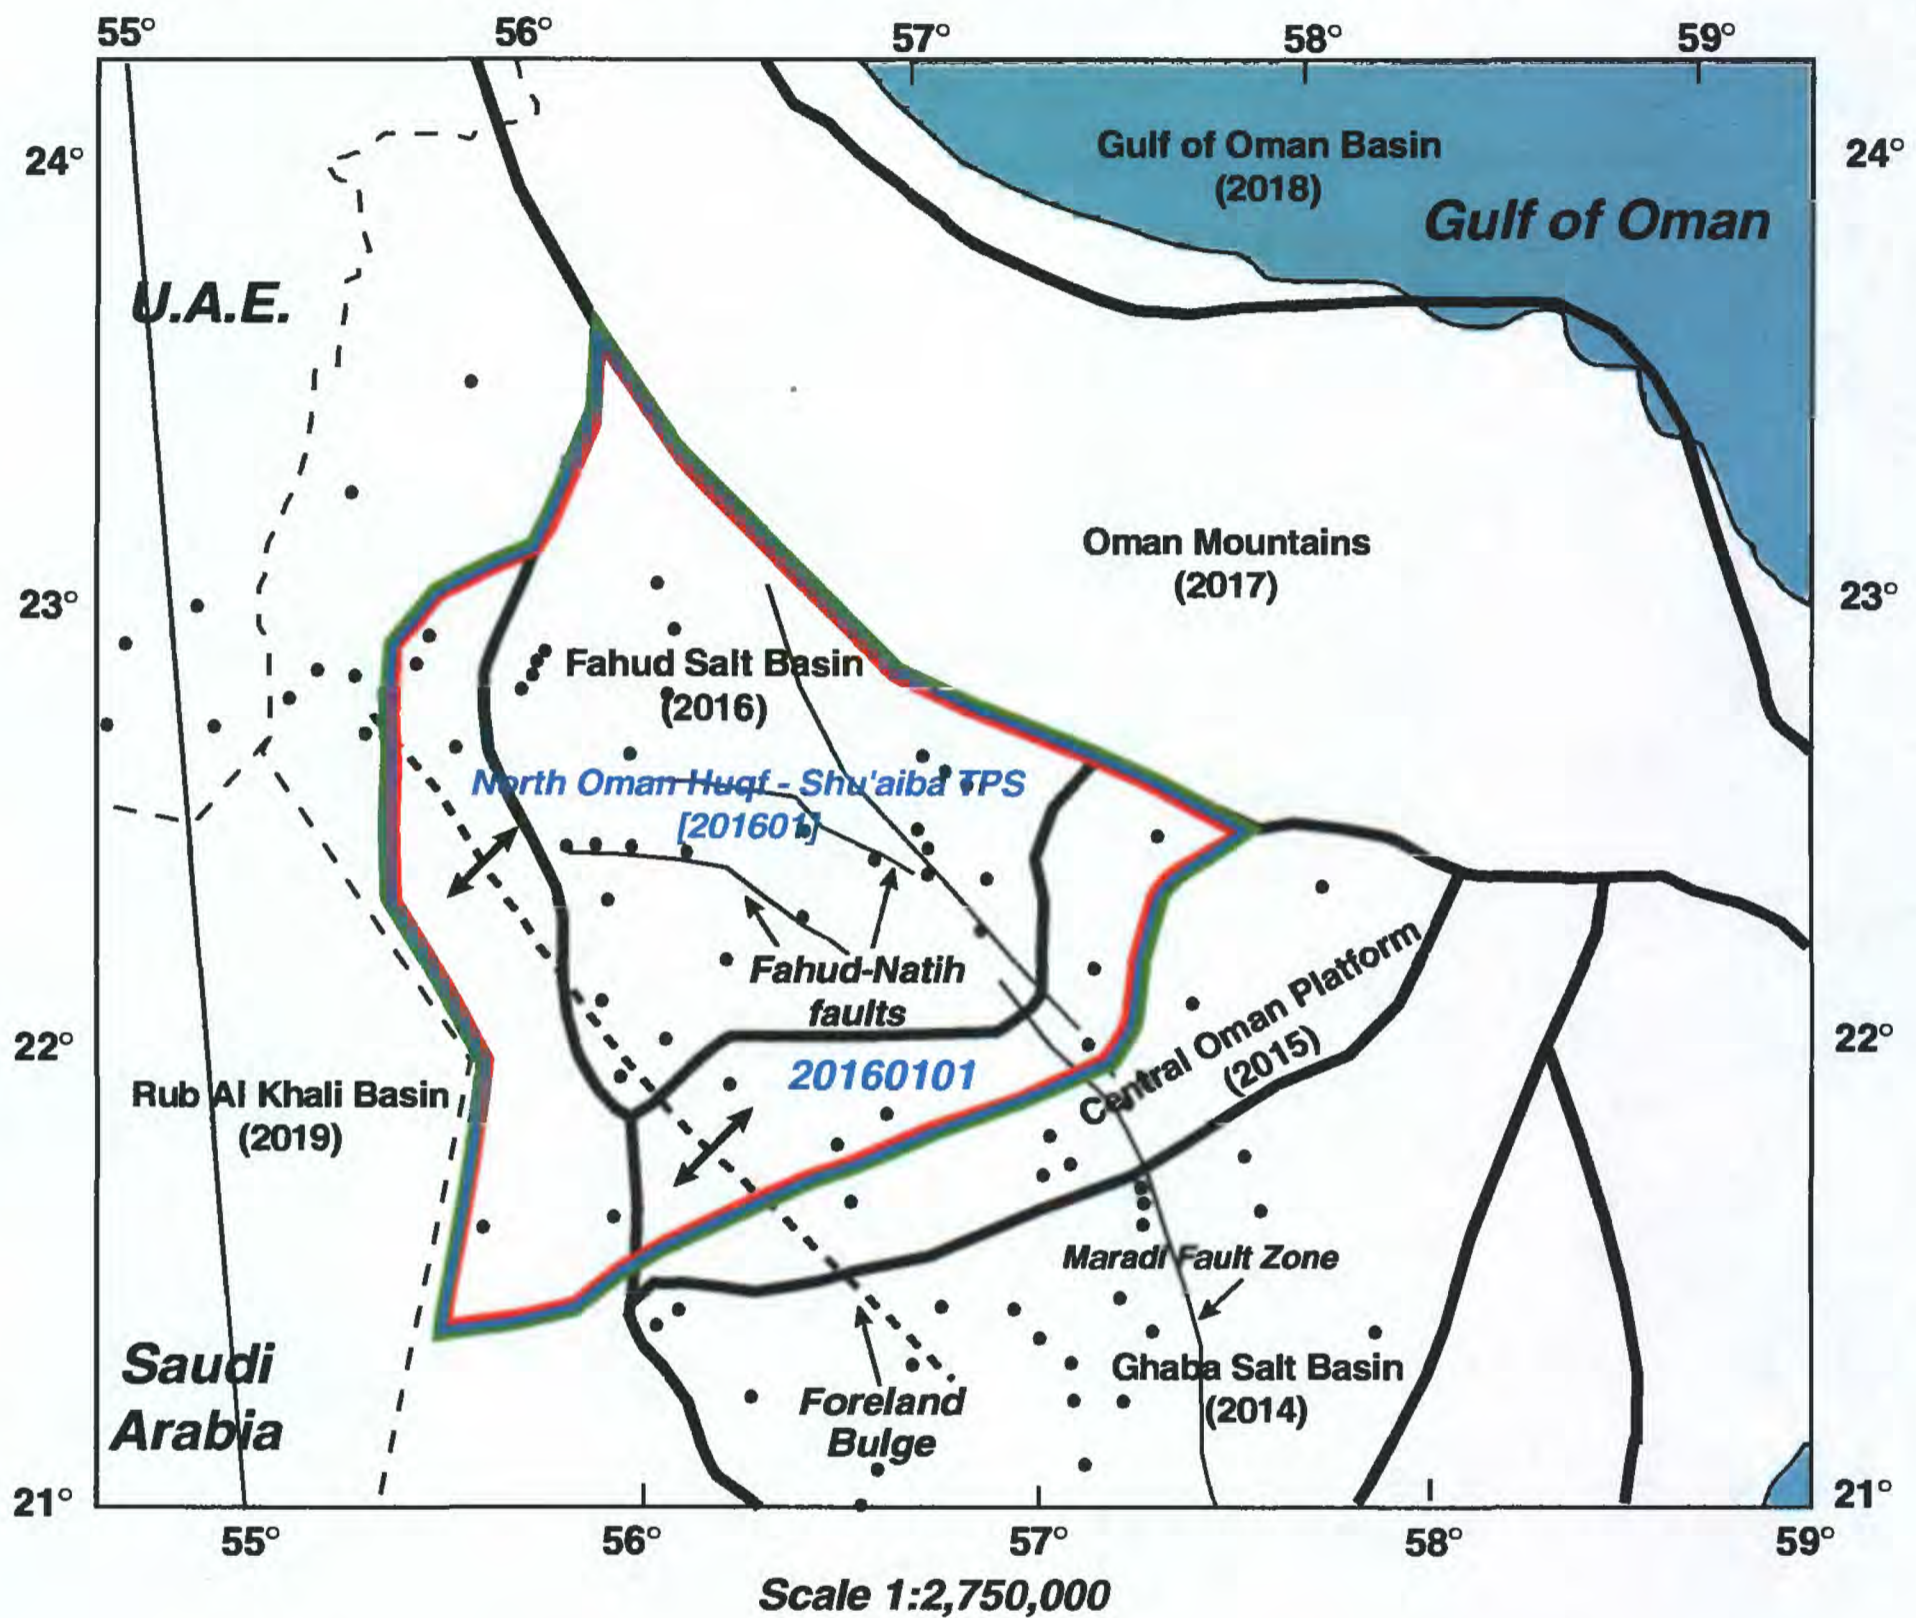 55° 56° 57° 58° 59°
24° 24°
Gulf of Oman Basin
(2018)
Gulf of Oman
U.A.E.
Oman Mountains
(2017)
23° 23°
Fahud Salt Basin
(2016)
North Oman Huqf - Shu'aiba TPS
[201601]
Fahud-Natih
faults
Central Oman Platform
(2015)
22° 22°
20160101
Rub Al Khali Basin
(2019)
Maradi Fault Zone
Saudi
Arabia
Ghaba Salt Basin
(2014)
Foreland
Bulge
21° 21°
55° 56° 57° 58° 59°
Scale 1:2,750,000